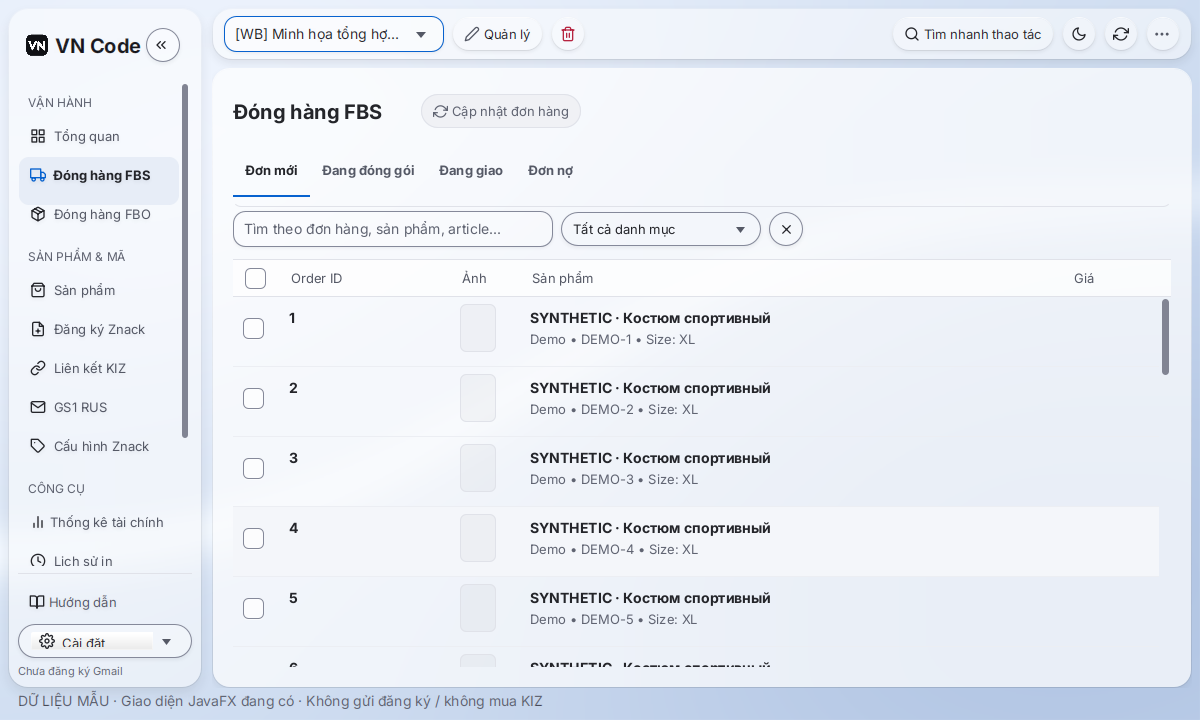 VN VN Code
VẬN HÀNH
Tổng quan
Đóng hàng FBS
Đóng hàng FBO
SẢN PHẨM & MÃ
Sản phẩm
Đăng ký Znack
Liên kết KIZ
GS1 RUS
Cấu hình Znack
CÔNG CỤ
Thống kê tài chính
Lịch sử in
Hướng dẫn
Cài đặt
Chưa đăng ký Gmail
[WB] Minh họa tổng hợ...
Quản lý
Tìm nhanh thao tác
Đóng hàng FBS
Cập nhật đơn hàng
Đơn mới Đang đóng gói Đang giao Đơn nợ
Tìm theo đơn hàng, sản phẩm, article...
Tất cả danh mục
Order ID Ảnh Sản phẩm Giá
1 SYNTHETIC · Костюм спортивный
Demo • DEMO-1 • Size: XL
2 SYNTHETIC · Костюм спортивный
Demo • DEMO-2 • Size: XL
3 SYNTHETIC · Костюм спортивный
Demo • DEMO-3 • Size: XL
4 SYNTHETIC · Костюм спортивный
Demo • DEMO-4 • Size: XL
5 SYNTHETIC · Костюм спортивный
Demo • DEMO-5 • Size: XL
6 SYNTHETIC · Костюм спортивный
DỮ LIỆU MẪU · Giao diện JavaFX đang có · Không gửi đăng ký / không mua KIZ